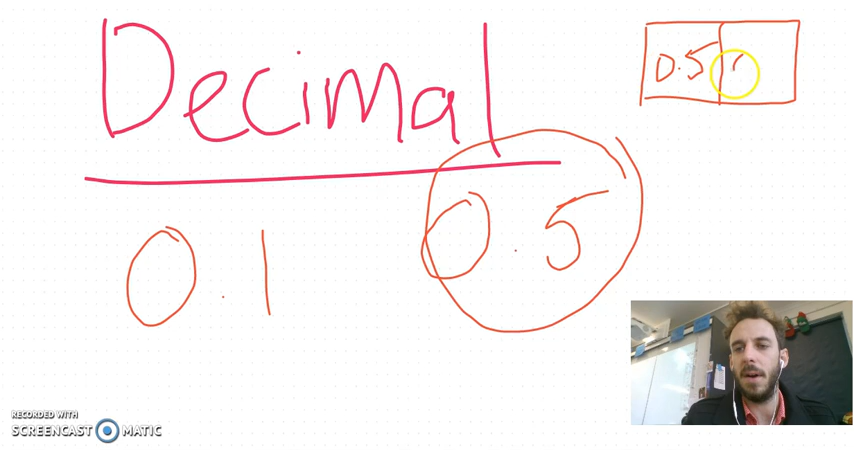 Decimal
0.5
0.1
0.5
RECORDED WITH
SCREENCAST MATIC